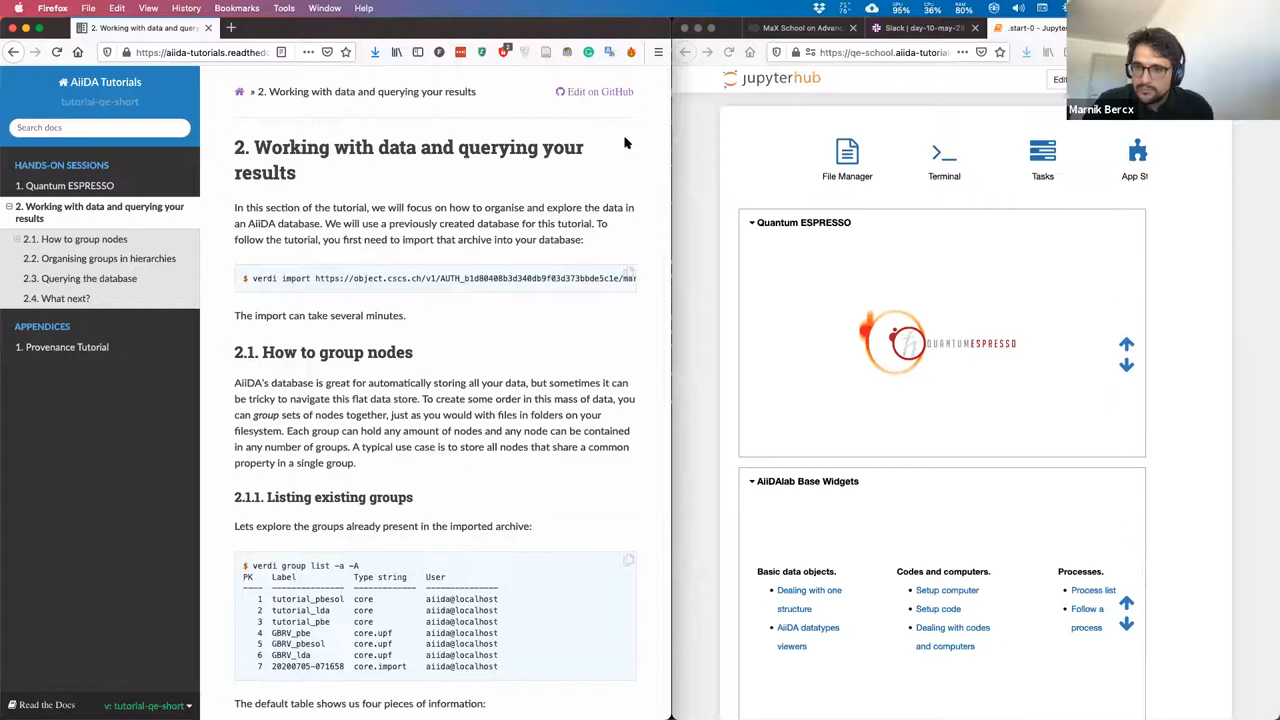 Firefox File Edit View History Bookmarks Tools Window Help
95% 36% 80%
2. Working with data and query
MaX School on Advanc
Slack | day-10-may-28
.start-0 - Jupyter
https://aiida-tutorials.readthedo
https://qe-school.aiida-tutorial
AiiDA Tutorials
tutorial-qe-short
Search docs
HANDS-ON SESSIONS
1. Quantum ESPRESSO
2. Working with data and querying your
results
2.1. How to group nodes
2.2. Organising groups in hierarchies
2.3. Querying the database
2.4. What next?
APPENDICES
1. Provenance Tutorial
Read the Docs
v: tutorial-qe-short
» 2. Working with data and querying your results
Edit on GitHub
2. Working with data and querying your
results
In this section of the tutorial, we will focus on how to organise and explore the data in
an AiiDA database. We will use a previously created database for this tutorial. To
follow the tutorial, you first need to import that archive into your database:
$ verdi import https://object.cscs.ch/v1/AUTH_b1d80408b3d340db9f03d373bbde5c1e/mar
The import can take several minutes.
2.1. How to group nodes
AiiDA's database is great for automatically storing all your data, but sometimes it can
be tricky to navigate this flat data store. To create some order in this mass of data, you
can group sets of nodes together, just as you would with files in folders on your
filesystem. Each group can hold any amount of nodes and any node can be contained
in any number of groups. A typical use case is to store all nodes that share a common
property in a single group.
2.1.1. Listing existing groups
Lets explore the groups already present in the imported archive:
$ verdi group list -a -A
PK Label Type string User
---- --------------- ------------- ---------------
1 tutorial_pbesol core aiida@localhost
2 tutorial_lda core aiida@localhost
3 tutorial_pbe core aiida@localhost
4 GBRV_pbe core.upf aiida@localhost
5 GBRV_pbesol core.upf aiida@localhost
6 GBRV_lda core.upf aiida@localhost
7 20200705-071658 core.import aiida@localhost
The default table shows us four pieces of information:
jupyterhub
Edi
Marnik Bercx
File Manager Terminal Tasks App St
Quantum ESPRESSO
QUANTUMESPRESSO
AiiDAlab Base Widgets
Basic data objects.
Dealing with one
structure
AiiDA datatypes
viewers
Codes and computers.
Setup computer
Setup code
Dealing with codes
and computers
Processes.
Process list
Follow a
process